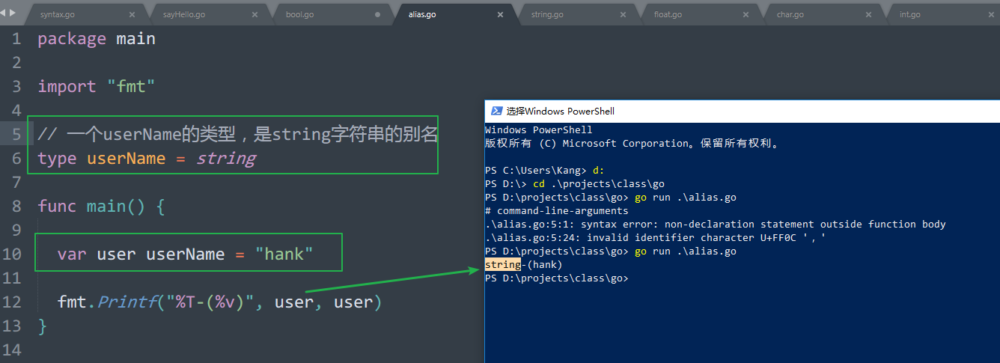 syntax.go
sayHello.go
bool.go
alias.go
string.go
float.go
char.go
int.go
1 package main
2
3 import "fmt"
4
5 // 一个userName的类型，是string字符串的别名
6 type userName = string
7
8 func main() {
9
10 var user userName = "hank"
11
12 fmt.Printf("%T-(%v)", user, user)
13 }
14
选择Windows PowerShell
Windows PowerShell
版权所有 (C) Microsoft Corporation。保留所有权利。
PS C:\Users\Kang> d:
PS D:\> cd .\projects\class\go
PS D:\projects\class\go> go run .\alias.go
# command-line-arguments
.\alias.go:5:1: syntax error: non-declaration statement outside function body
.\alias.go:5:24: invalid identifier character U+FF0C '，'
PS D:\projects\class\go> go run .\alias.go
string-(hank)
PS D:\projects\class\go>